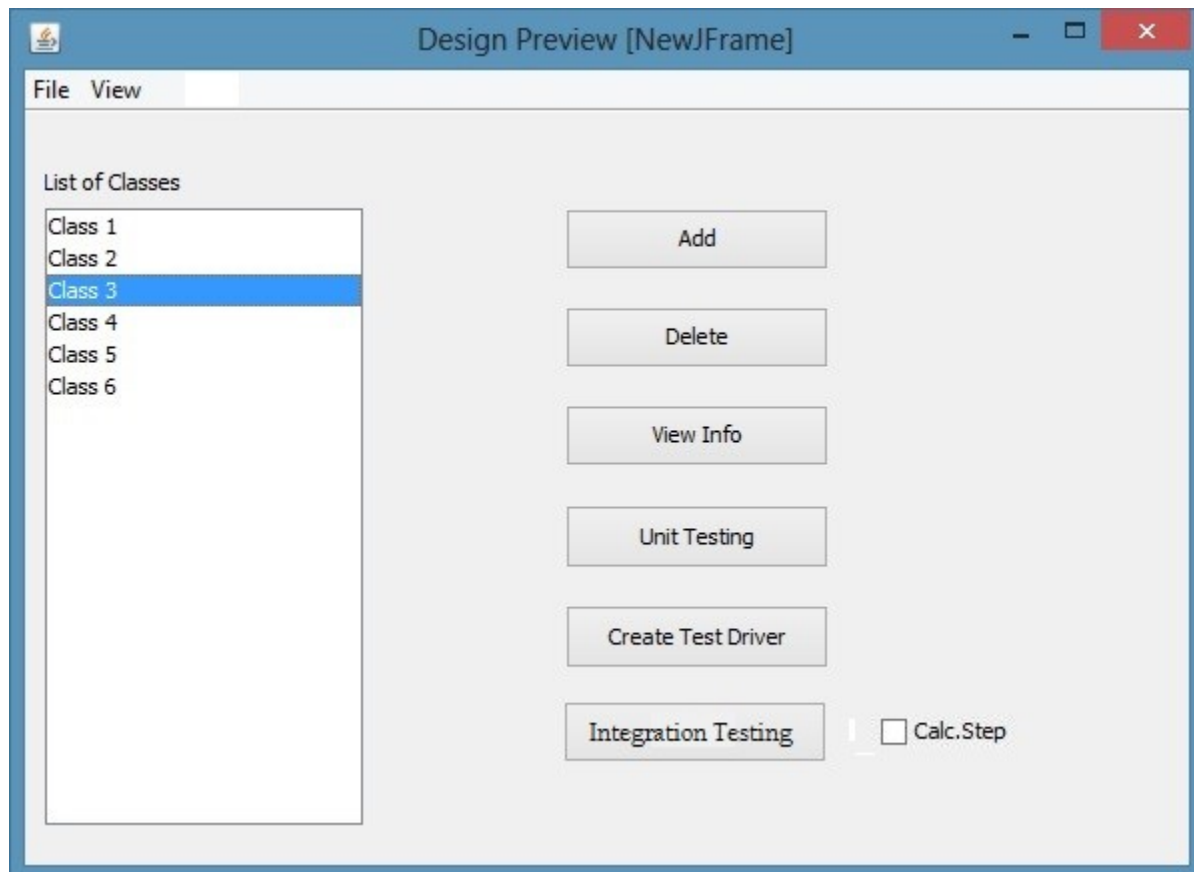 Design Preview [NewJFrame]
File View
List of Classes
Class 1
Class 2
Class 3
Class 4
Class 5
Class 6
Add
Delete
View Info
Unit Testing
Create Test Driver
Integration Testing
Calc.Step